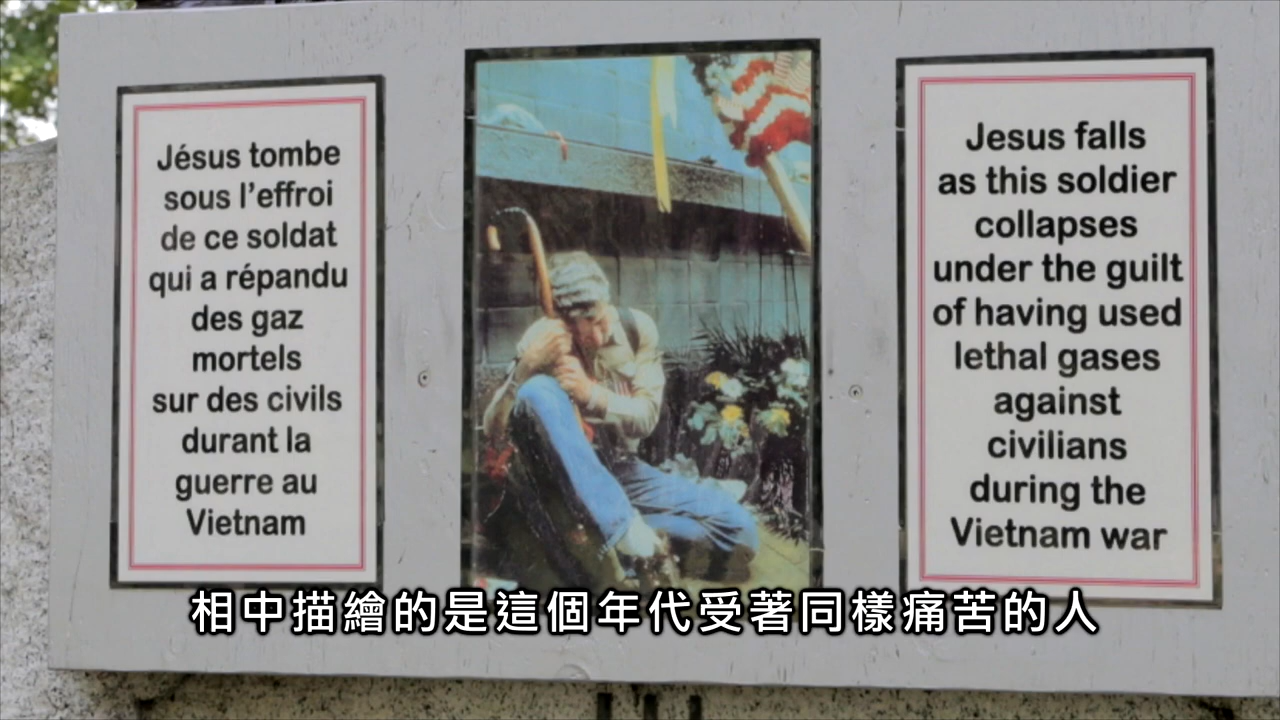 Jésus tombe
sous l'effroi
de ce soldat
qui a répandu
des gaz
mortels
sur des civils
durant la
guerre au
Vietnam
Jesus falls
as this soldier
collapses
under the guilt
of having used
lethal gases
against
civilians
during the
Vietnam war
相中描繪的是這個年代受著同樣痛苦的人